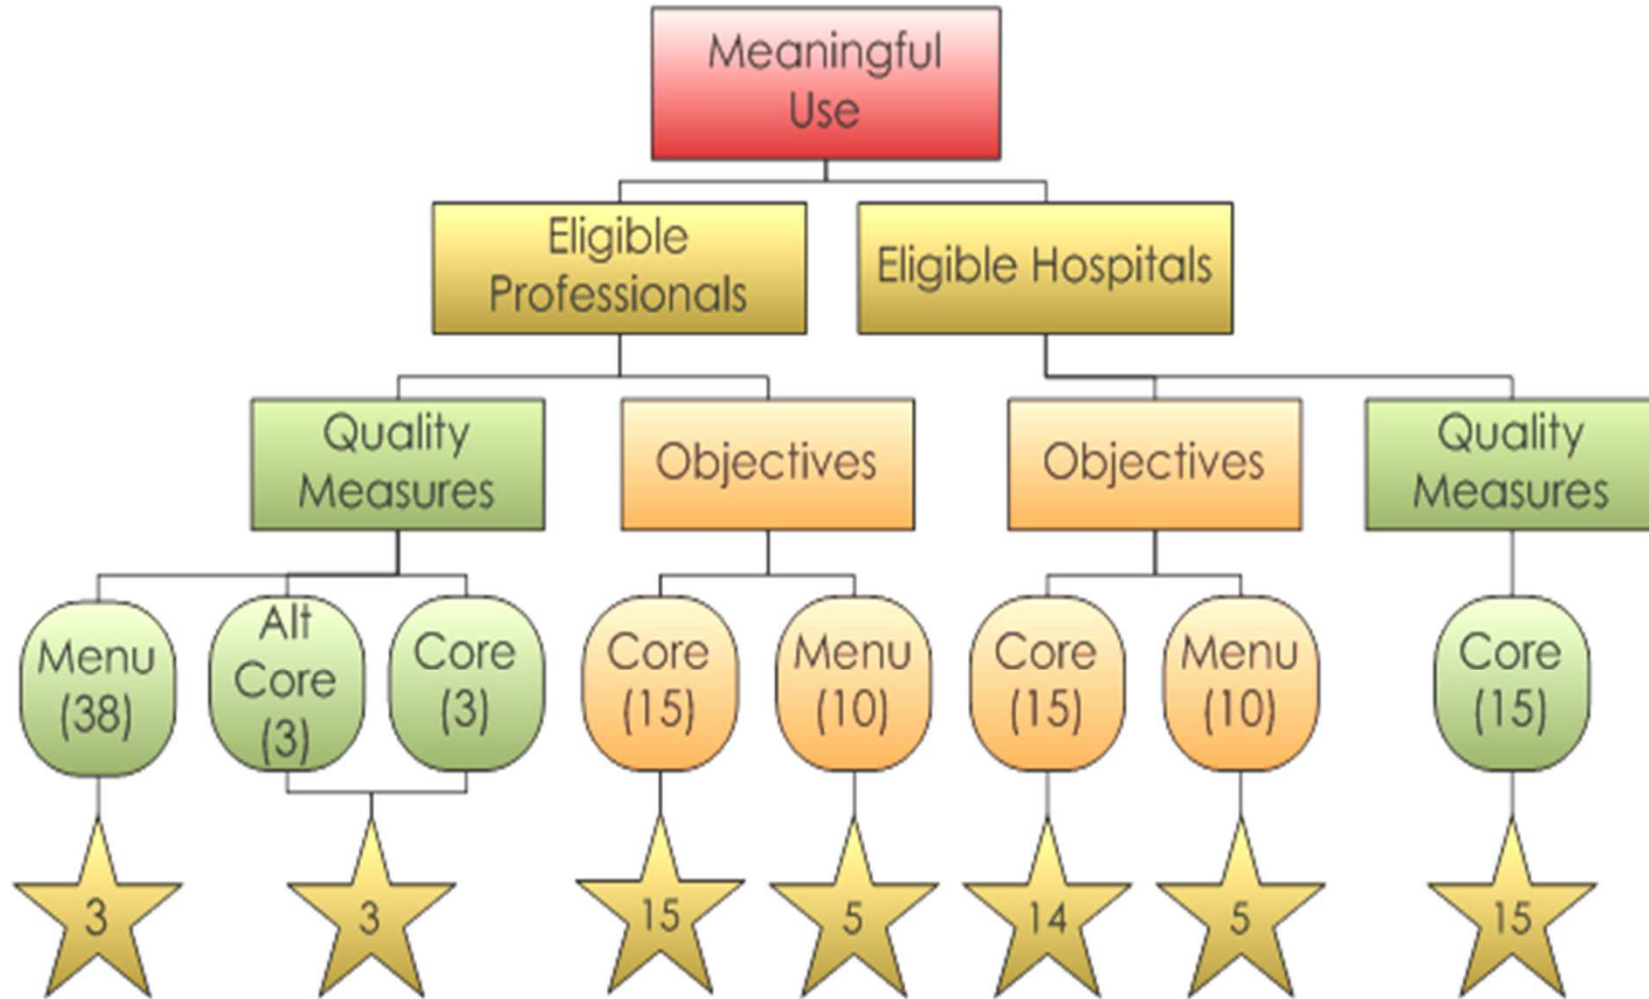 Meaningful
Use
Eligible
Professionals
Eligible Hospitals
Quality
Measures
Objectives
Objectives
Quality
Measures
Menu
(38)
Alt
Core
(3)
Core
(3)
Core
(15)
Menu
(10)
Core
(15)
Menu
(10)
Core
(15)
3
3
15
5
14
5
15